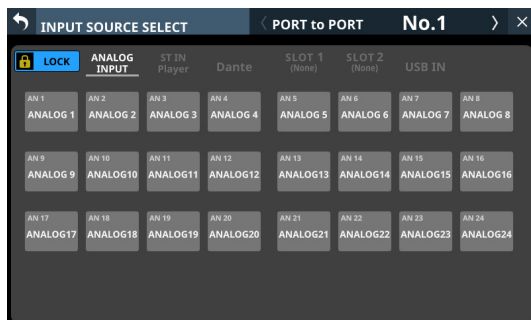 INPUT SOURCE SELECT
PORT to PORT
No.1
LOCK
ANALOG
INPUT
ST IN
Player
Dante
SLOT 1
(None)
SLOT 2
(None)
USB IN
AN 1
ANALOG 1
AN 2
ANALOG 2
AN 3
ANALOG 3
AN 4
ANALOG 4
AN 5
ANALOG 5
AN 6
ANALOG 6
AN 7
ANALOG 7
AN 8
ANALOG 8
AN 9
ANALOG 9
AN 10
ANALOG10
AN 11
ANALOG11
AN 12
ANALOG12
AN 13
ANALOG13
AN 14
ANALOG14
AN 15
ANALOG15
AN 16
ANALOG16
AN 17
ANALOG17
AN 18
ANALOG18
AN 19
ANALOG19
AN 20
ANALOG20
AN 21
ANALOG21
AN 22
ANALOG22
AN 23
ANALOG23
AN 24
ANALOG24